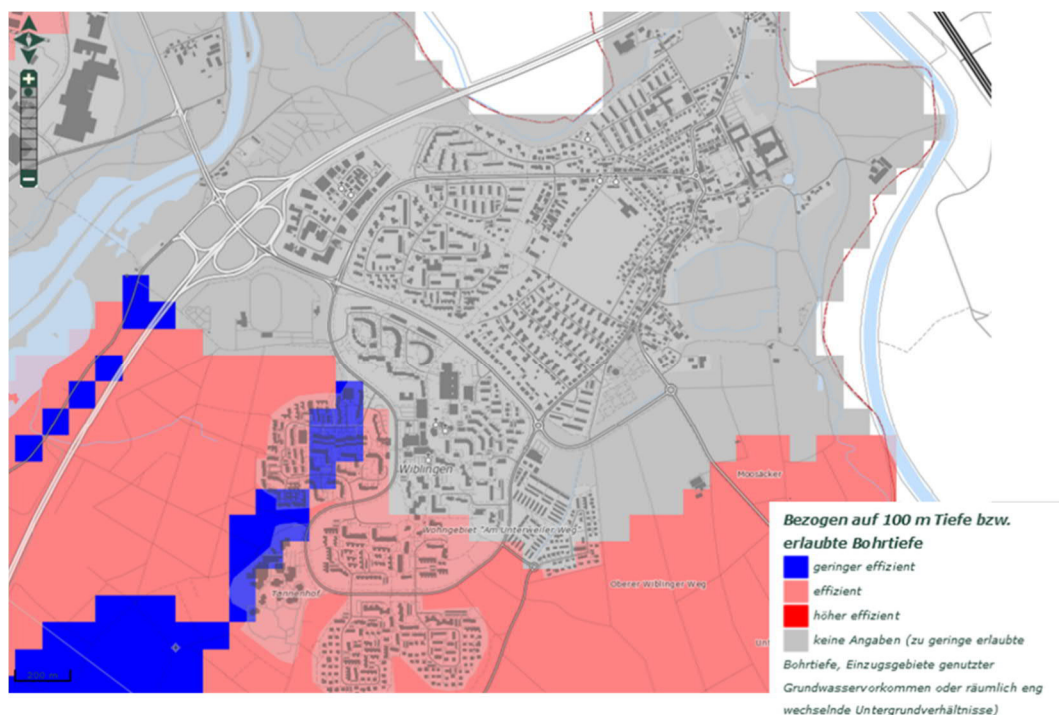 +
−
Moosäcker
Wiblingen
Wohngebiet "Am Unterweiler Weg"
Tannenhof
Oberer Wiblinger Weg
200 m
Bezogen auf 100 m Tiefe bzw.
erlaubte Bohrtiefe
geringer effizient
effizient
höher effizient
keine Angaben (zu geringe erlaubte
Bohrtiefe, Einzugsgebiete genutzter
Grundwasservorkommen oder räumlich eng
wechselnde Untergrundverhältnisse)